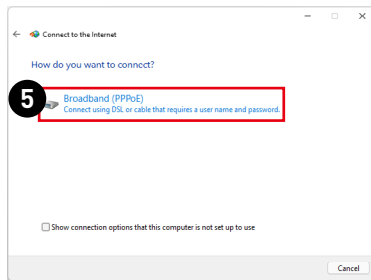 Connect to the Internet
How do you want to connect?
5
Broadband (PPPoE)
Connect using DSL or cable that requires a user name and password.
Show connection options that this computer is not set up to use
Cancel